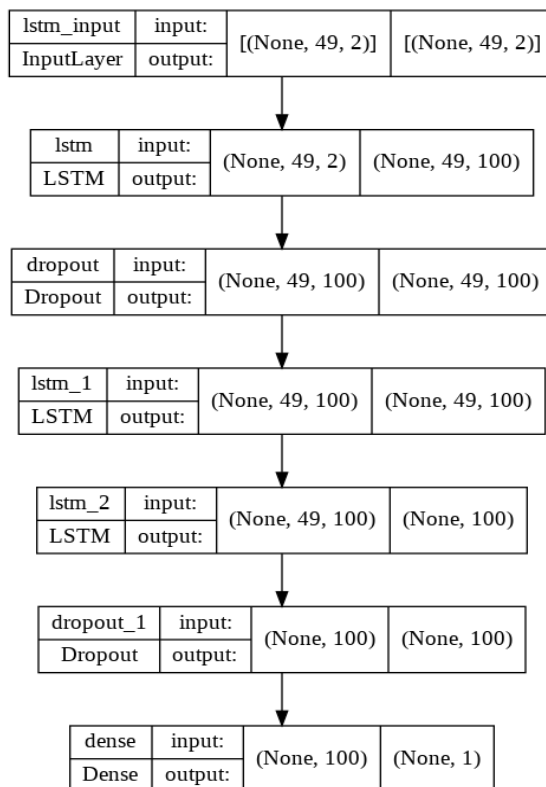 lstm_input input: [(None, 49, 2)] [(None, 49, 2)]
InputLayer output:
lstm input: (None, 49, 2) (None, 49, 100)
LSTM output:
dropout input: (None, 49, 100) (None, 49, 100)
Dropout output:
lstm_1 input: (None, 49, 100) (None, 49, 100)
LSTM output:
lstm_2 input: (None, 49, 100) (None, 100)
LSTM output:
dropout_1 input: (None, 100) (None, 100)
Dropout output:
dense input: (None, 100) (None, 1)
Dense output: